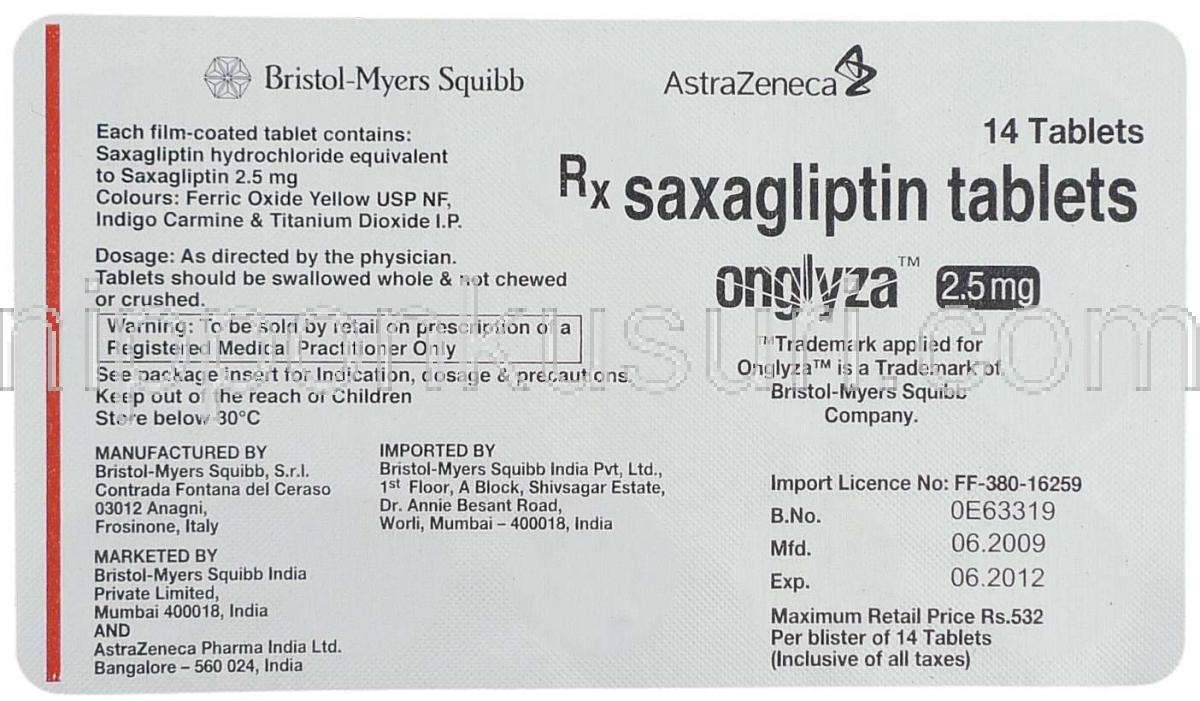 Bristol-Myers Squibb
AstraZeneca
14 Tablets
Rx saxagliptin tablets
onglyza™ 2.5 mg
™Trademark applied for
Onglyza™ is a Trademark of
Bristol-Myers Squibb
Company.
Each film-coated tablet contains:
Saxagliptin hydrochloride equivalent
to Saxagliptin 2.5 mg
Colours: Ferric Oxide Yellow USP NF,
Indigo Carmine & Titanium Dioxide I.P.
Dosage: As directed by the physician.
Tablets should be swallowed whole & not chewed
or crushed.
Warning: To be sold by retail on prescription of a
Registered Medical Practitioner Only
See package insert for Indication, dosage & precautions.
Keep out of the reach of Children
Store below 30°C
MANUFACTURED BY
Bristol-Myers Squibb, S.r.l.
Contrada Fontana del Ceraso
03012 Anagni,
Frosinone, Italy
IMPORTED BY
Bristol-Myers Squibb India Pvt, Ltd.,
1st Floor, A Block, Shivsagar Estate,
Dr. Annie Besant Road,
Worli, Mumbai – 400018, India
MARKETED BY
Bristol-Myers Squibb India
Private Limited,
Mumbai 400018, India
AND
AstraZeneca Pharma India Ltd.
Bangalore – 560 024, India
Import Licence No: FF-380-16259
B.No. 0E63319
Mfd. 06.2009
Exp. 06.2012
Maximum Retail Price Rs.532
Per blister of 14 Tablets
(Inclusive of all taxes)
nipponkusuri.com